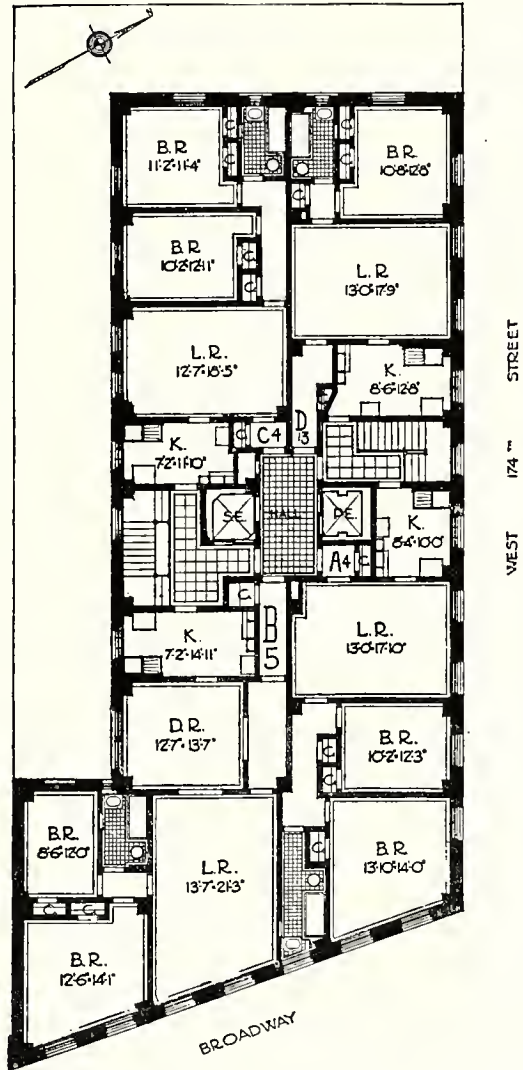 N
B.R.
11'2"·11'4"
B.R.
10'8"·12'8"
C
C
C
C
C
B.R.
10'2"·12'11"
C
C
L.R.
13'0"·17'9"
L.R.
12'7"·18'5"
K.
8'6"·12'8"
C
C
C4
D
13
K.
7'2"·11'10"
S.E.
HALL
P.E.
K.
8'4"·10'0"
A4
C
C
B
5
K.
7'2"·14'11"
L.R.
13'0"·17'10"
D.R.
12'7"·13'7"
B.R.
10'2"·12'3"
C
C
B.R.
8'6"·12'0"
L.R.
13'7"·21'3"
C
B.R.
13'10"·14'0"
C
C
B.R.
12'6"·14'1"
BROADWAY
WEST 174TH STREET